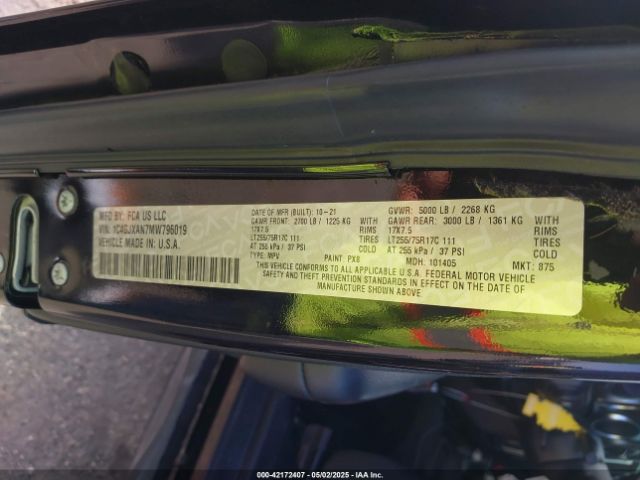 MFD. BY: FCA US LLC
VIN: 1C4GJXAN7MW796019
MADE IN: U.S.A.
DATE OF MFR (BUILT): 10-21
GAWR FRONT: 2700 LB / 1225 KG
17X7.5 RIMS
LT255/75R17C 111 TIRES
AT 255 kPa / 37 PSI COLD
TYPE: MPV PAINT PX8
GVWR: 5000 LB / 2268 KG
GAWR REAR: 3000 LB / 1361 KG
17X7.5 RIMS
LT255/75R17C 111 TIRES
AT 255 kPa / 37 PSI COLD
MDH: 101405 MKT: 875
THIS VEHICLE CONFORMS TO ALL APPLICABLE U.S.A. FEDERAL MOTOR VEHICLE
SAFETY, BUMPER, AND THEFT PREVENTION STANDARDS IN EFFECT ON THE DATE OF
MANUFACTURE SHOWN ABOVE
000-42172407 - 05/02/2025 - IAA Inc.